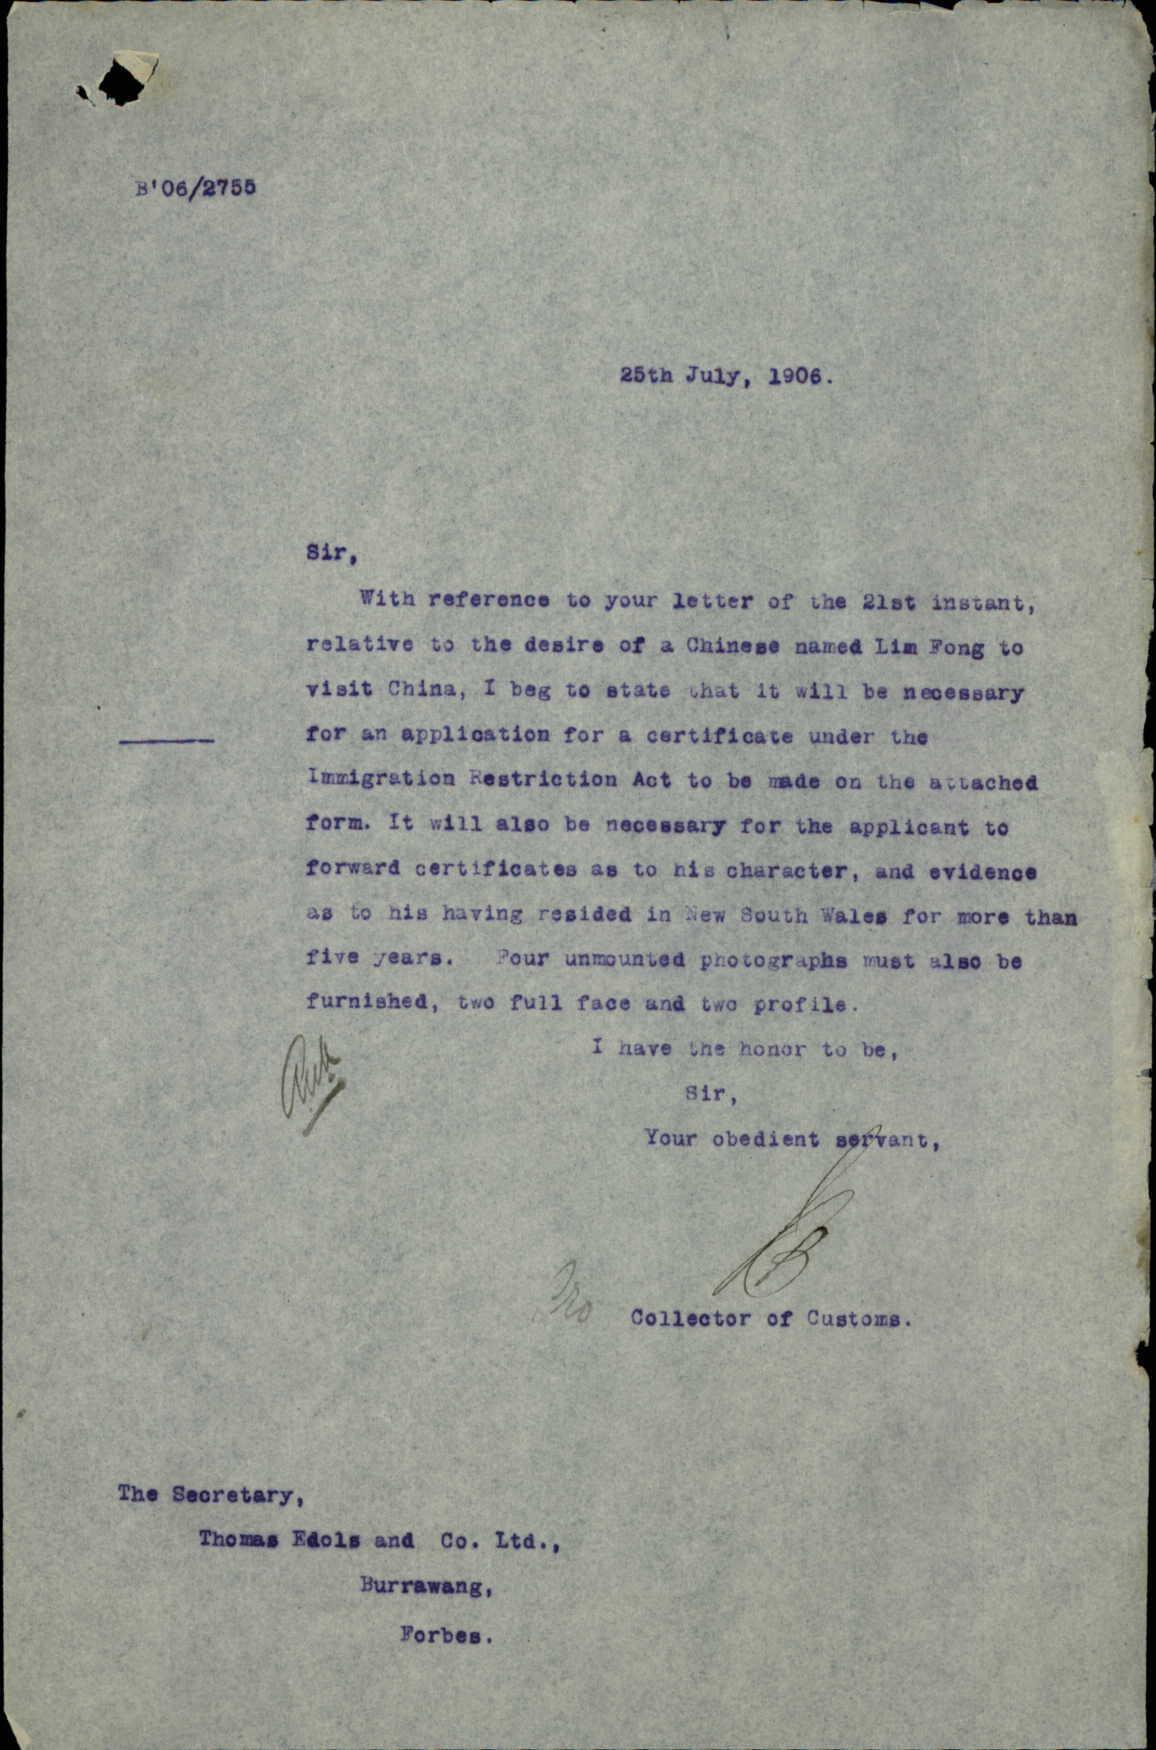 B'06/2755
25th July, 1906.
Sir,
With reference to your letter of the 21st instant,
relative to the desire of a Chinese named Lim Fong to
visit China, I beg to state that it will be necessary
for an application for a certificate under the
Immigration Restriction Act to be made on the attached
form. It will also be necessary for the applicant to
forward certificates as to his character, and evidence
as to his having resided in New South Wales for more than
five years. Four unmounted photographs must also be
furnished, two full face and two profile.
I have the honor to be,
Sir,
Your obedient servant,
Collector of Customs.
The Secretary,
Thomas Edols and Co. Ltd.,
Burrawang,
Forbes.